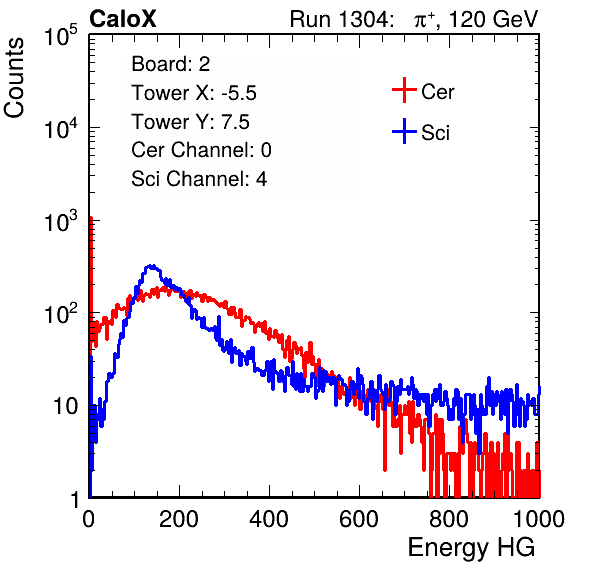 CaloX Run 1304: π⁺, 120 GeV
Counts
10⁵
10⁴
10³
10²
10
1
Board: 2
Tower X: -5.5
Tower Y: 7.5
Cer Channel: 0
Sci Channel: 4
Cer
Sci
0 200 400 600 800 1000
Energy HG